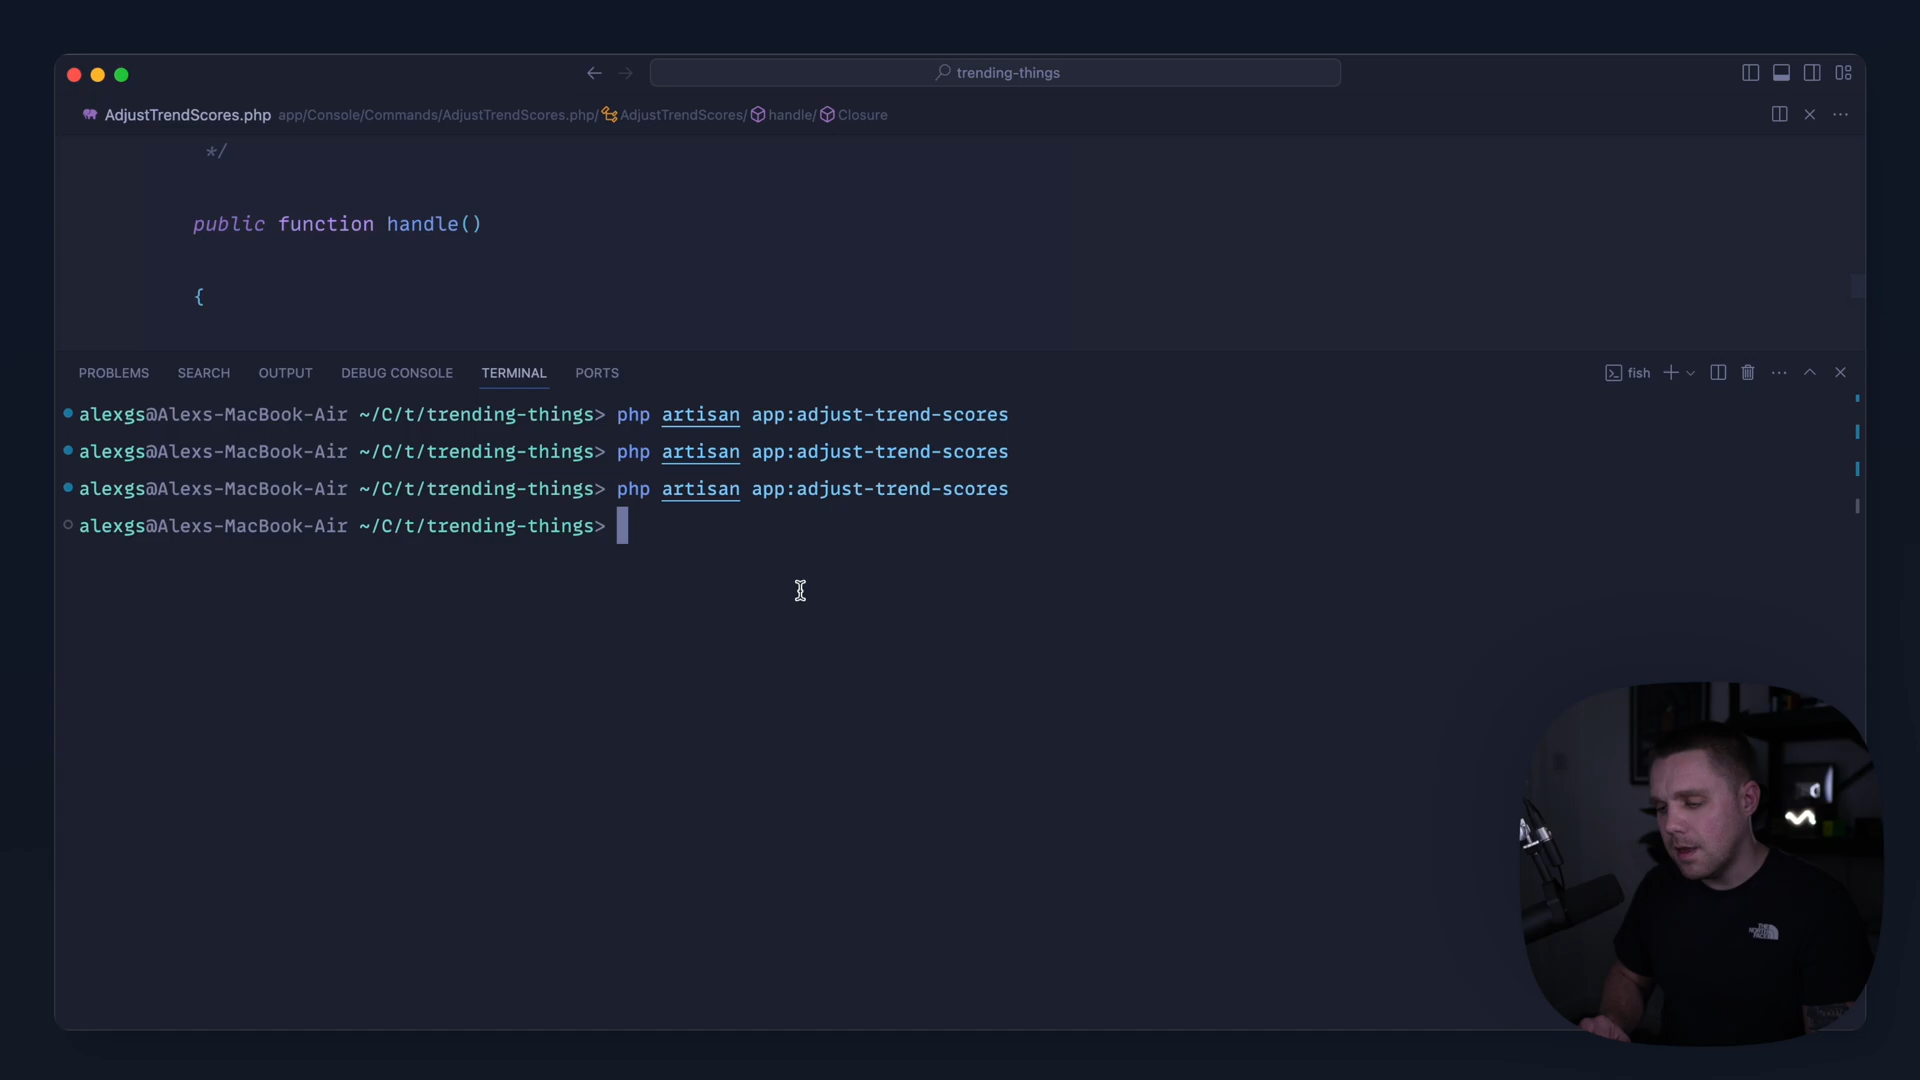 trending-things
AdjustTrendScores.php app/Console/Commands/AdjustTrendScores.php/ AdjustTrendScores/ handle/ Closure
*/
public function handle()
{
PROBLEMS SEARCH OUTPUT DEBUG CONSOLE TERMINAL PORTS fish
alexgs@Alexs-MacBook-Air ~/C/t/trending-things> php artisan app:adjust-trend-scores
alexgs@Alexs-MacBook-Air ~/C/t/trending-things> php artisan app:adjust-trend-scores
alexgs@Alexs-MacBook-Air ~/C/t/trending-things> php artisan app:adjust-trend-scores
alexgs@Alexs-MacBook-Air ~/C/t/trending-things>
THE
NORTH
FACE